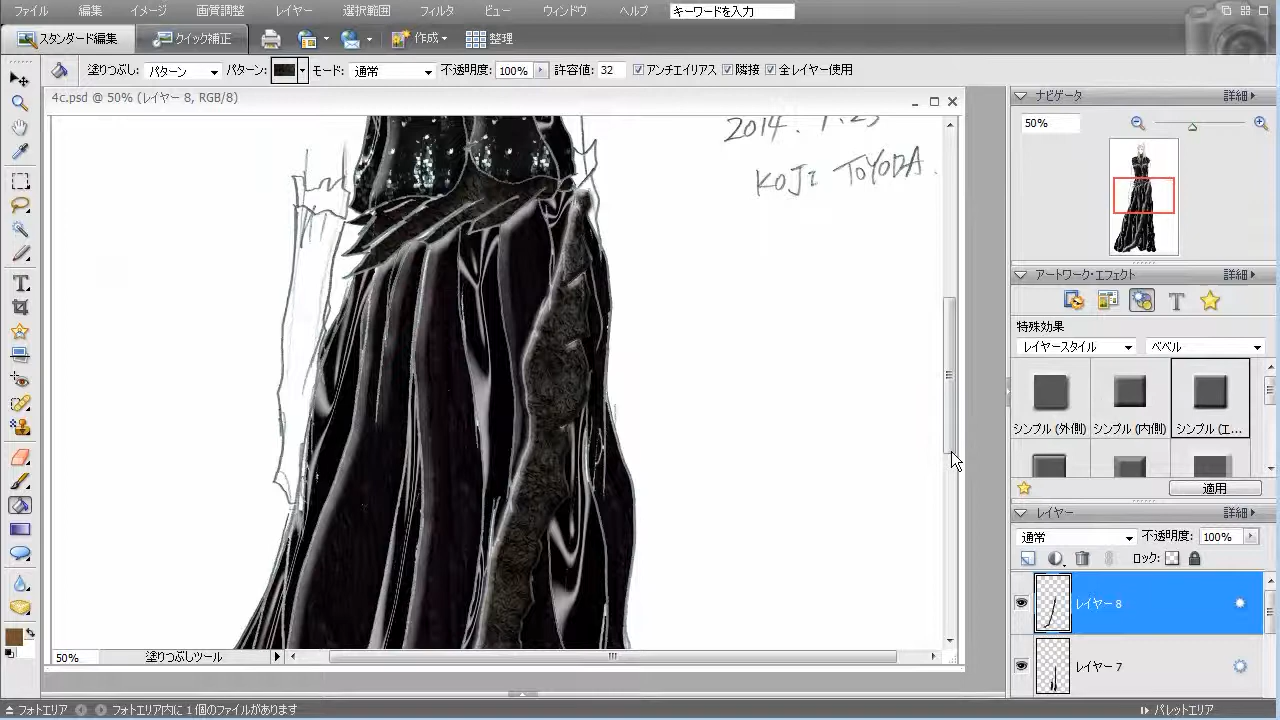 ファイル 編集 イメージ 画質調整 レイヤー 選択範囲 フィルタ ビュー ウィンドウ ヘルプ キーワードを入力
スタンダード編集 クイック補正 作成 整理
塗りつぶし: パターン パターン: モード: 通常 不透明度: 100% 許容値: 32 アンチエイリアス 隣接 全レイヤー使用
4c.psd @ 50% (レイヤー 8, RGB/8)
2014. 1.23
KOJI TOYODA.
50% 塗りつぶしツール
ナビゲータ 詳細
50%
アートワーク・エフェクト 詳細
特殊効果
レイヤースタイル ベベル
シンプル (外側) シンプル (内側) シンプル (エ...
適用
レイヤー 詳細
通常 不透明度: 100%
ロック:
レイヤー 8
レイヤー 7
フォトエリア フォトエリア内に 1 個のファイルがあります パレットエリア